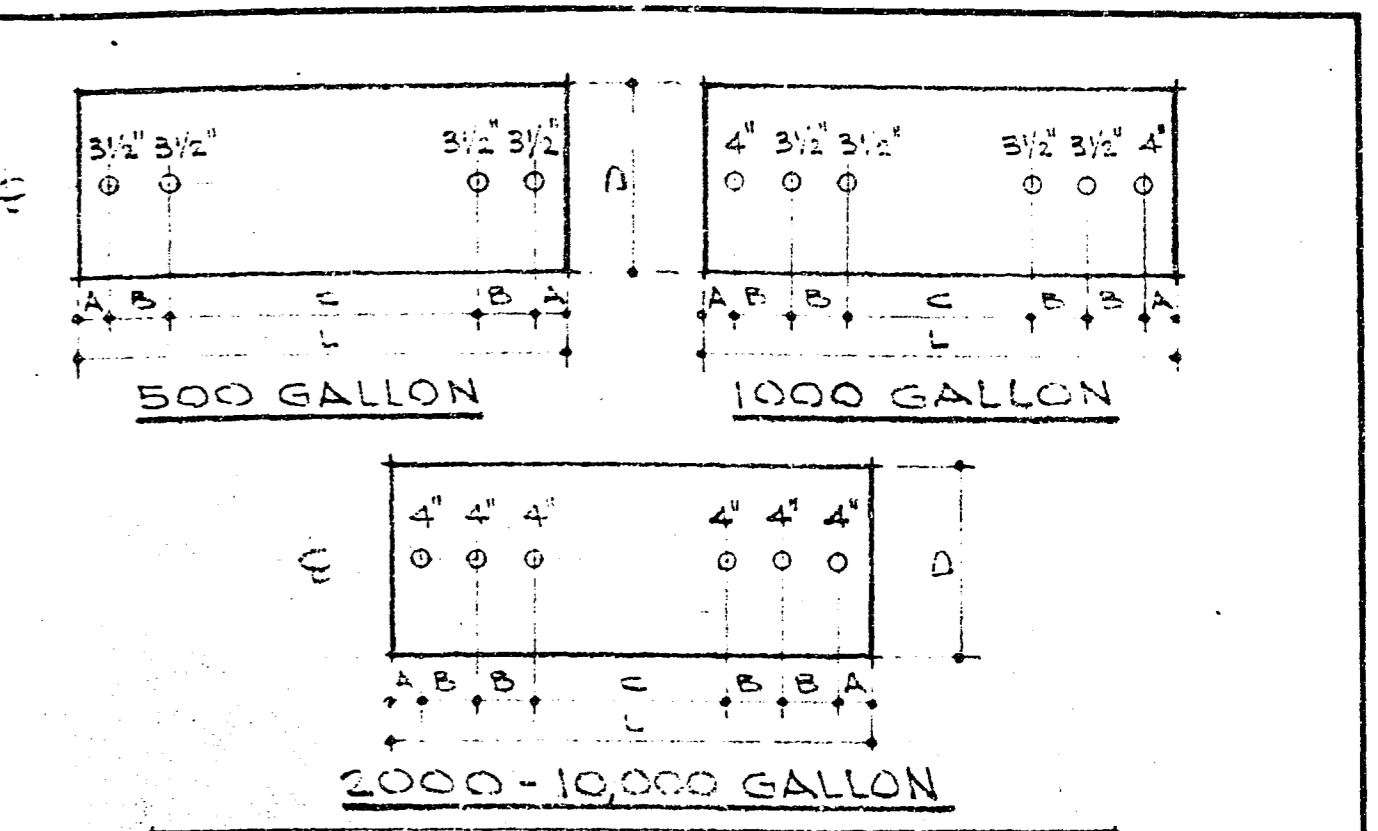 3½" 3½" 3½" 3½"
D
A B C B A
L
500 GALLON
4" 3½" 3½" 3½" 3½" 4"
A B B C B B A
L
1000 GALLON
4" 4" 4" 4" 4" 4"
D
A B B C B B A
L
2000 - 10,000 GALLON